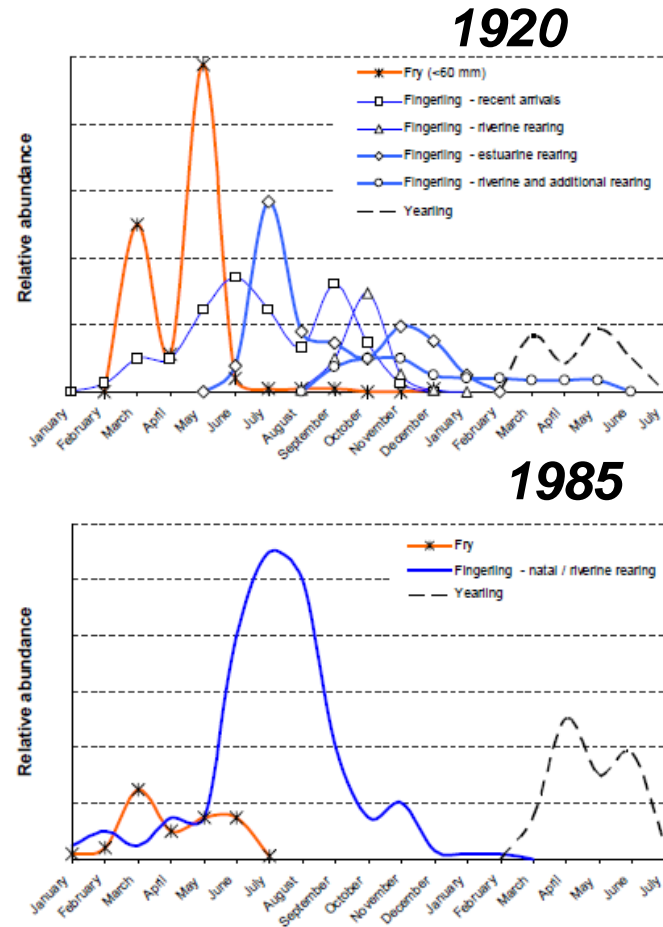 1920
Fry (<60 mm)
Fingerling - recent arrivals
Fingerling - riverine rearing
Fingerling - estuarine rearing
Fingerling - riverine and additional rearing
Yearling
Relative abundance
January
February
March
April
May
June
July
August
September
October
November
December
January
February
March
April
May
June
July
1985
Fry
Fingerling - natal / riverine rearing
Yearling
Relative abundance
January
February
March
April
May
June
July
August
September
October
November
December
January
February
March
April
May
June
July